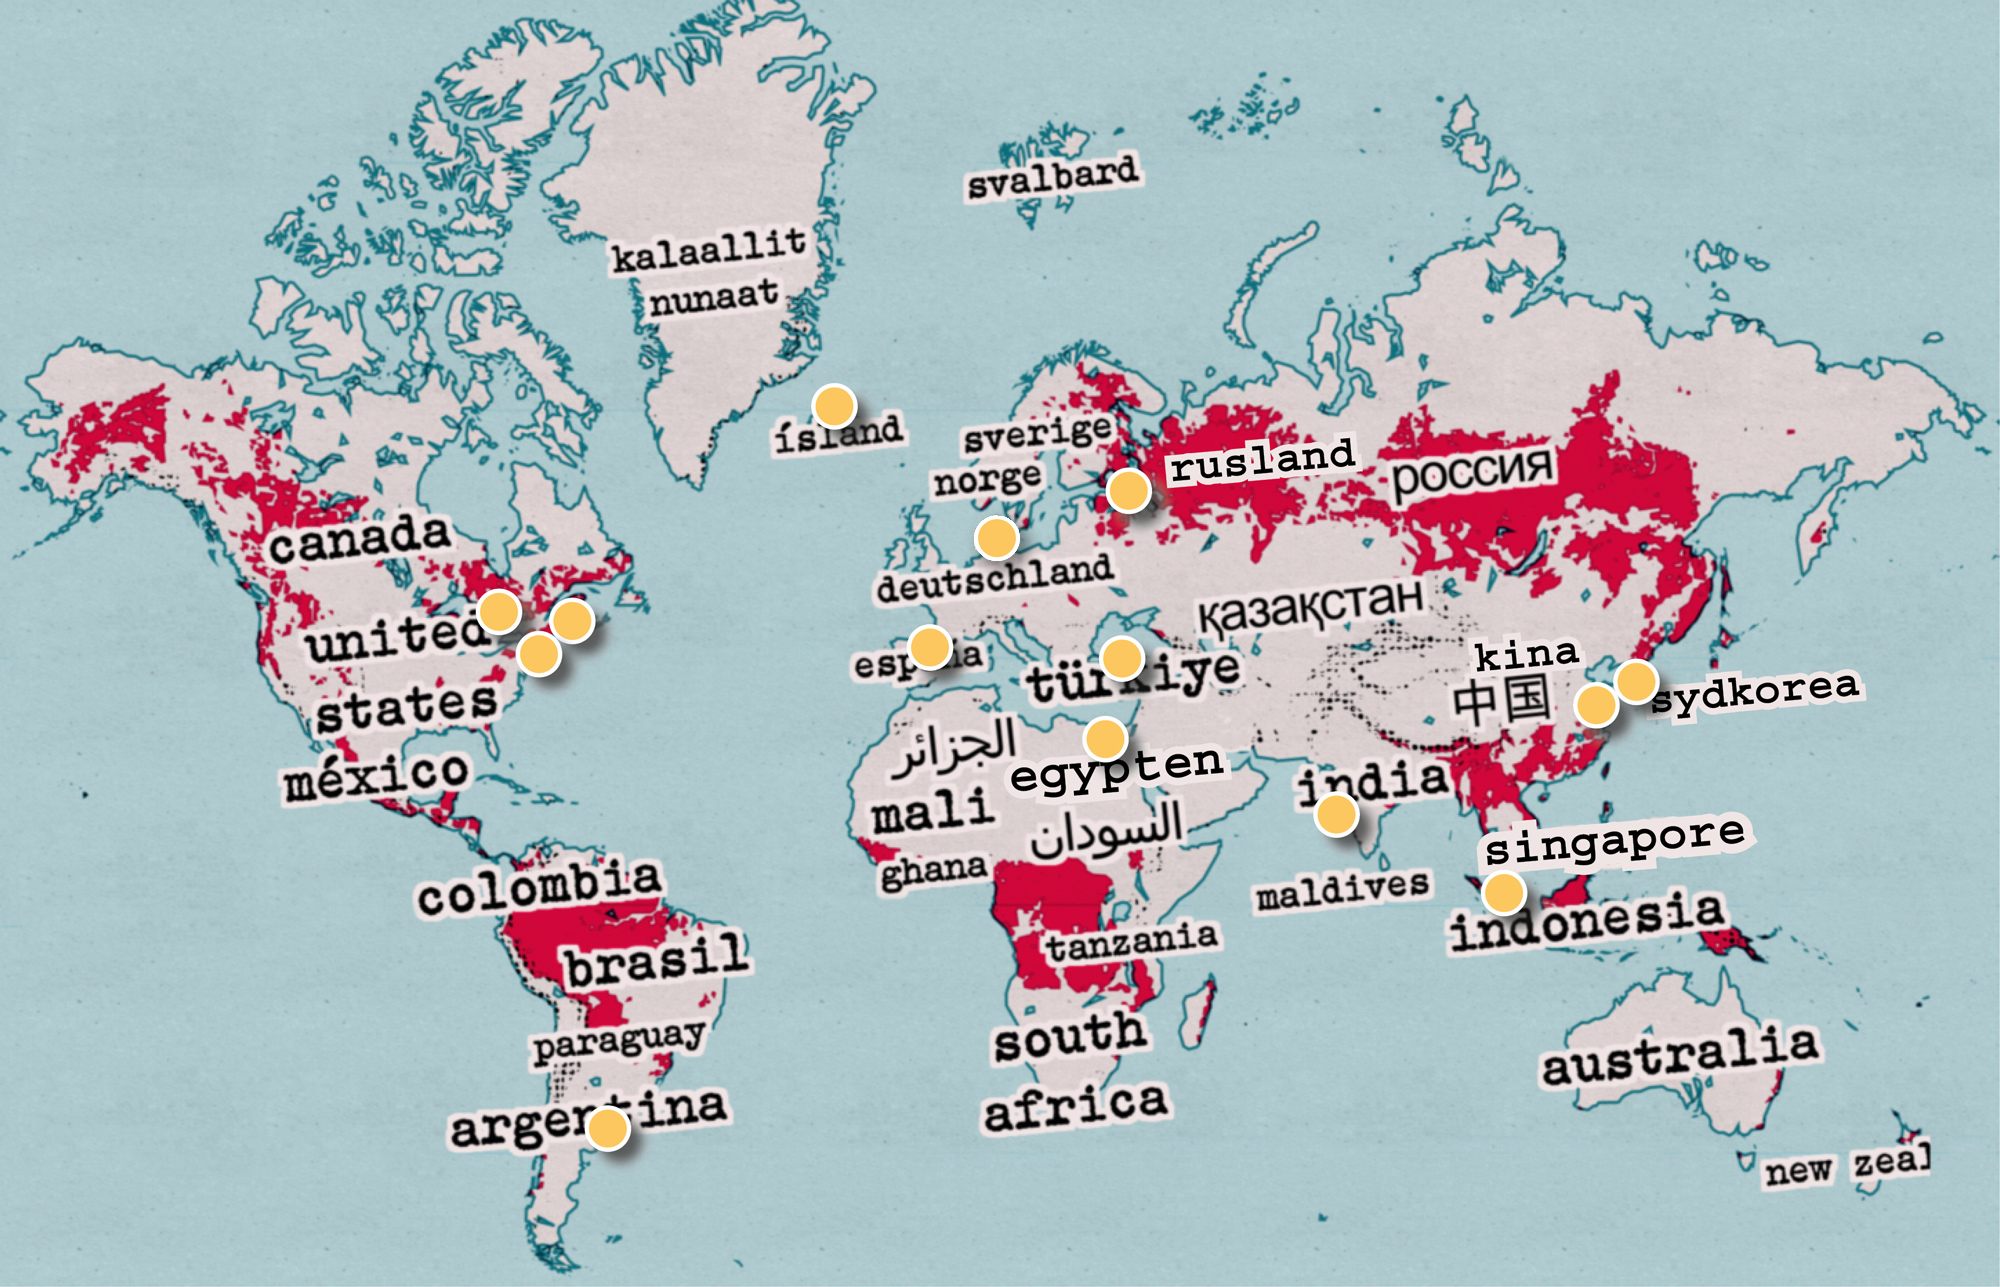 svalbard
kalaallit
nunaat
ísland
sverige
norge
rusland
россия
canada
deutschland
қазақстан
united
states
españa
türkiye
kina
中国
sydkorea
méxico
الجزائر
egypten
india
mali
السودان
singapore
ghana
maldives
colombia
indonesia
tanzania
brasil
paraguay
south
africa
australia
argentina
new zeal